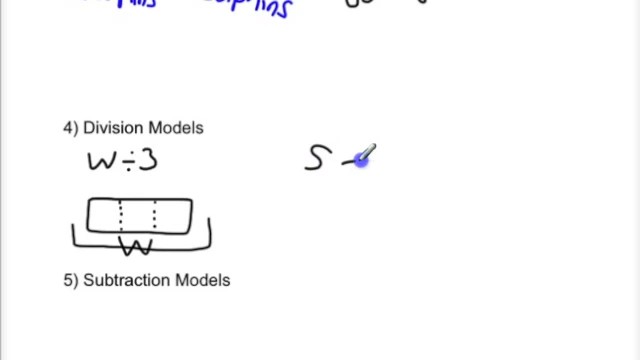 4) Division Models
W ÷ 3
S -
W
5) Subtraction Models